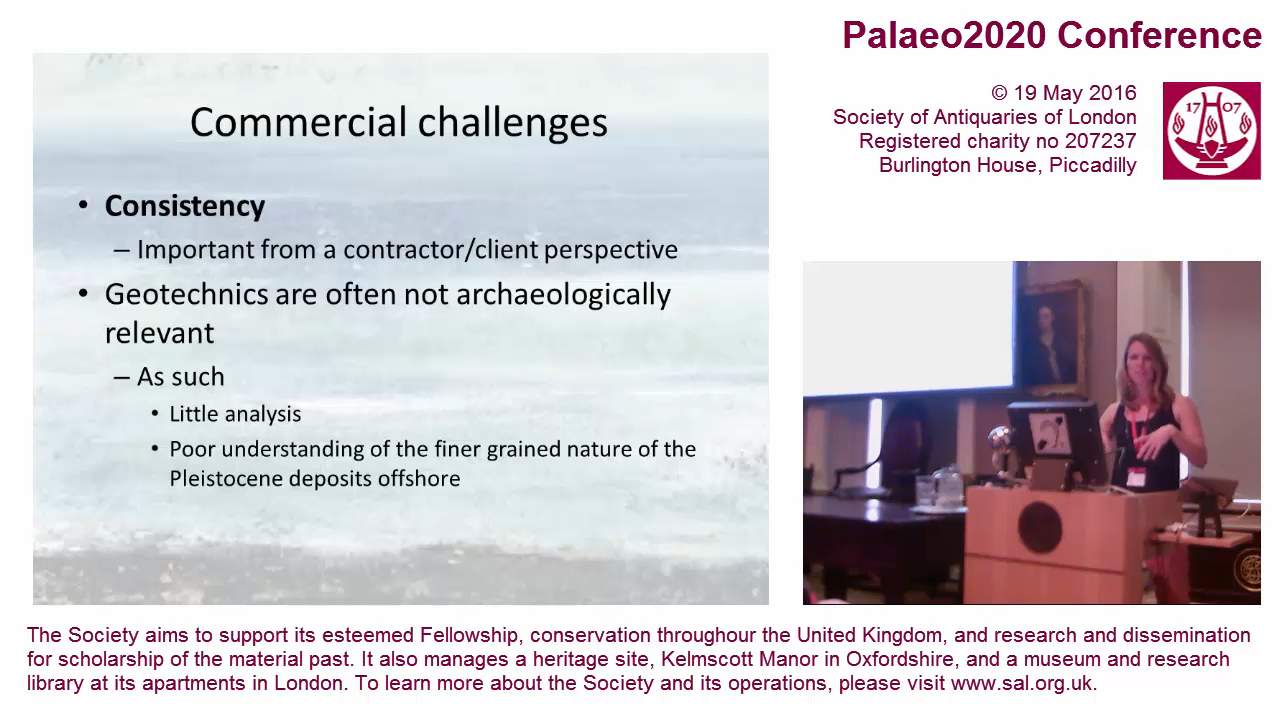 Palaeo2020 Conference
© 19 May 2016
Society of Antiquaries of London
Registered charity no 207237
Burlington House, Piccadilly
17 07
Commercial challenges
• Consistency
– Important from a contractor/client perspective
• Geotechnics are often not archaeologically
relevant
– As such
• Little analysis
• Poor understanding of the finer grained nature of the
Pleistocene deposits offshore
The Society aims to support its esteemed Fellowship, conservation throughour the United Kingdom, and research and dissemination
for scholarship of the material past. It also manages a heritage site, Kelmscott Manor in Oxfordshire, and a museum and research
library at its apartments in London. To learn more about the Society and its operations, please visit www.sal.org.uk.